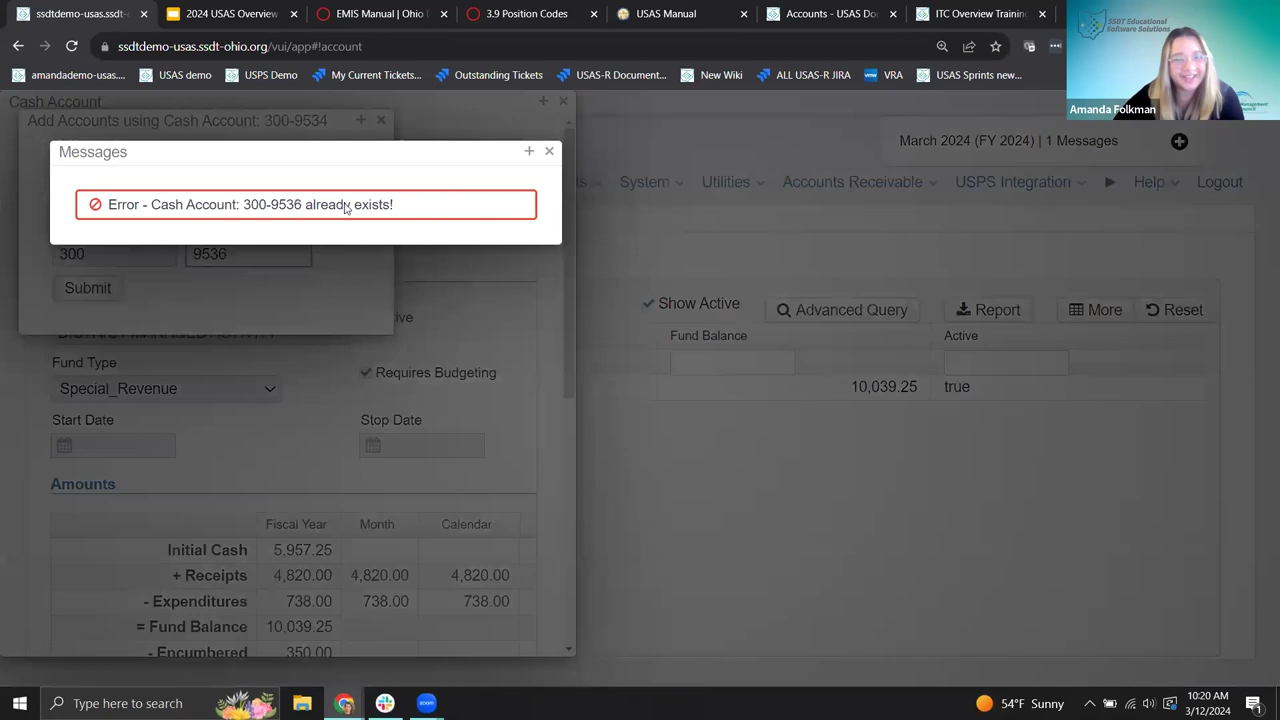 ssdtdemo-usas.ssdt-
2024 USAS Overview
EMIS Manual | Ohio
3.9 Position Codes
USAS Manual
Accounts - USAS Do
ITC Overview Training
ssdtdemo-usas.ssdt-ohio.org/vui/app#!account
amandademo-usas...
USAS demo
USPS Demo
My Current Tickets...
Outstanding Tickets
USAS-R Document...
New Wiki
ALL USAS-R JIRA
VRA
USAS Sprints new...
SSDT Educational
Software Solutions
Management
Council
Amanda Folkman
Cash Account
Add Accounts using Cash Account: 300-9534
Messages
Error - Cash Account: 300-9536 already exists!
300
9536
Submit
March 2024 (FY 2024) | 1 Messages
System
Utilities
Accounts Receivable
USPS Integration
Help
Logout
Show Active
Advanced Query
Report
More
Reset
Fund Balance
Active
10,039.25
true
Fund Type
Special_Revenue
Requires Budgeting
Start Date
Stop Date
Amounts
Fiscal Year
Month
Calendar
Initial Cash
5,957.25
+ Receipts
4,820.00
4,820.00
4,820.00
- Expenditures
738.00
738.00
738.00
= Fund Balance
10,039.25
- Encumbered
350.00
Type here to search
54°F Sunny
10:20 AM
3/12/2024
1